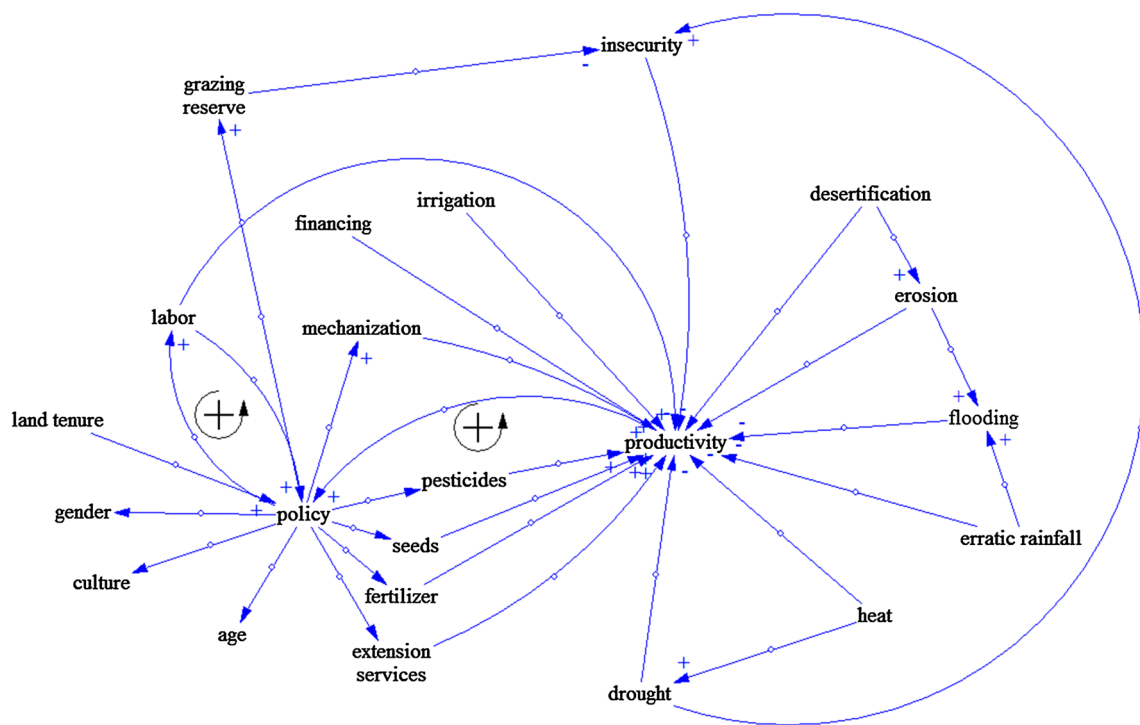 insecurity
+
-
grazing
reserve
+
irrigation
desertification
financing
+
erosion
labor
mechanization
+
+
+
+
+
+
-
-
flooding
land tenure
+
+
productivity
-
-
+
+
+
+
-
pesticides
+
+
+
gender
policy
seeds
erratic rainfall
culture
fertilizer
heat
age
extension
services
+
drought